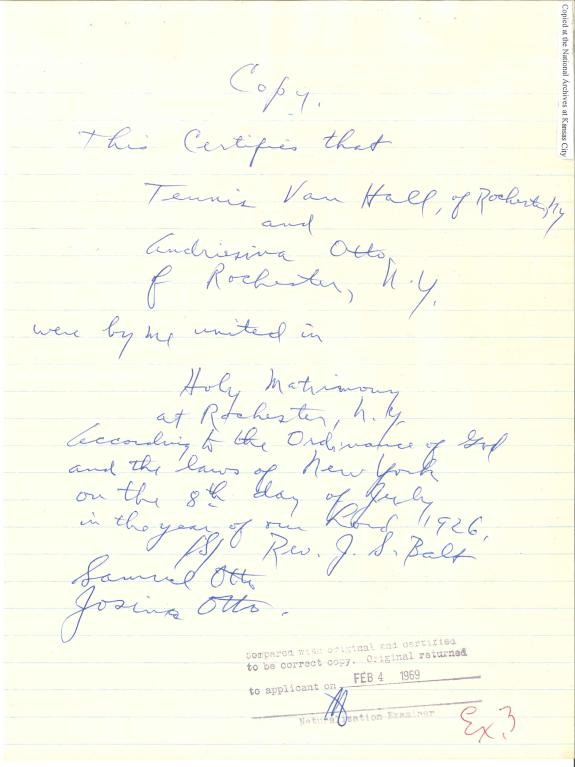 Copied at the National Archives at Kansas City
Copy.
This Certifies that
Tennis Van Hall, of Rochester, NY
and
Andriesina Otto
of Rochester, N.Y.
were by me united in
Holy Matrimony
at Rochester, N.Y.
According to the Ordinance of God
and the laws of New York
on the 8th day of July
in the year of our Lord 1926.
/S/ Rev. J. S. Balt
Samuel Otto
Josina Otto.
Compared with original and certified
to be correct copy. Original returned
to applicant on FEB 4 1969
Naturalization Examiner
Ex. 3